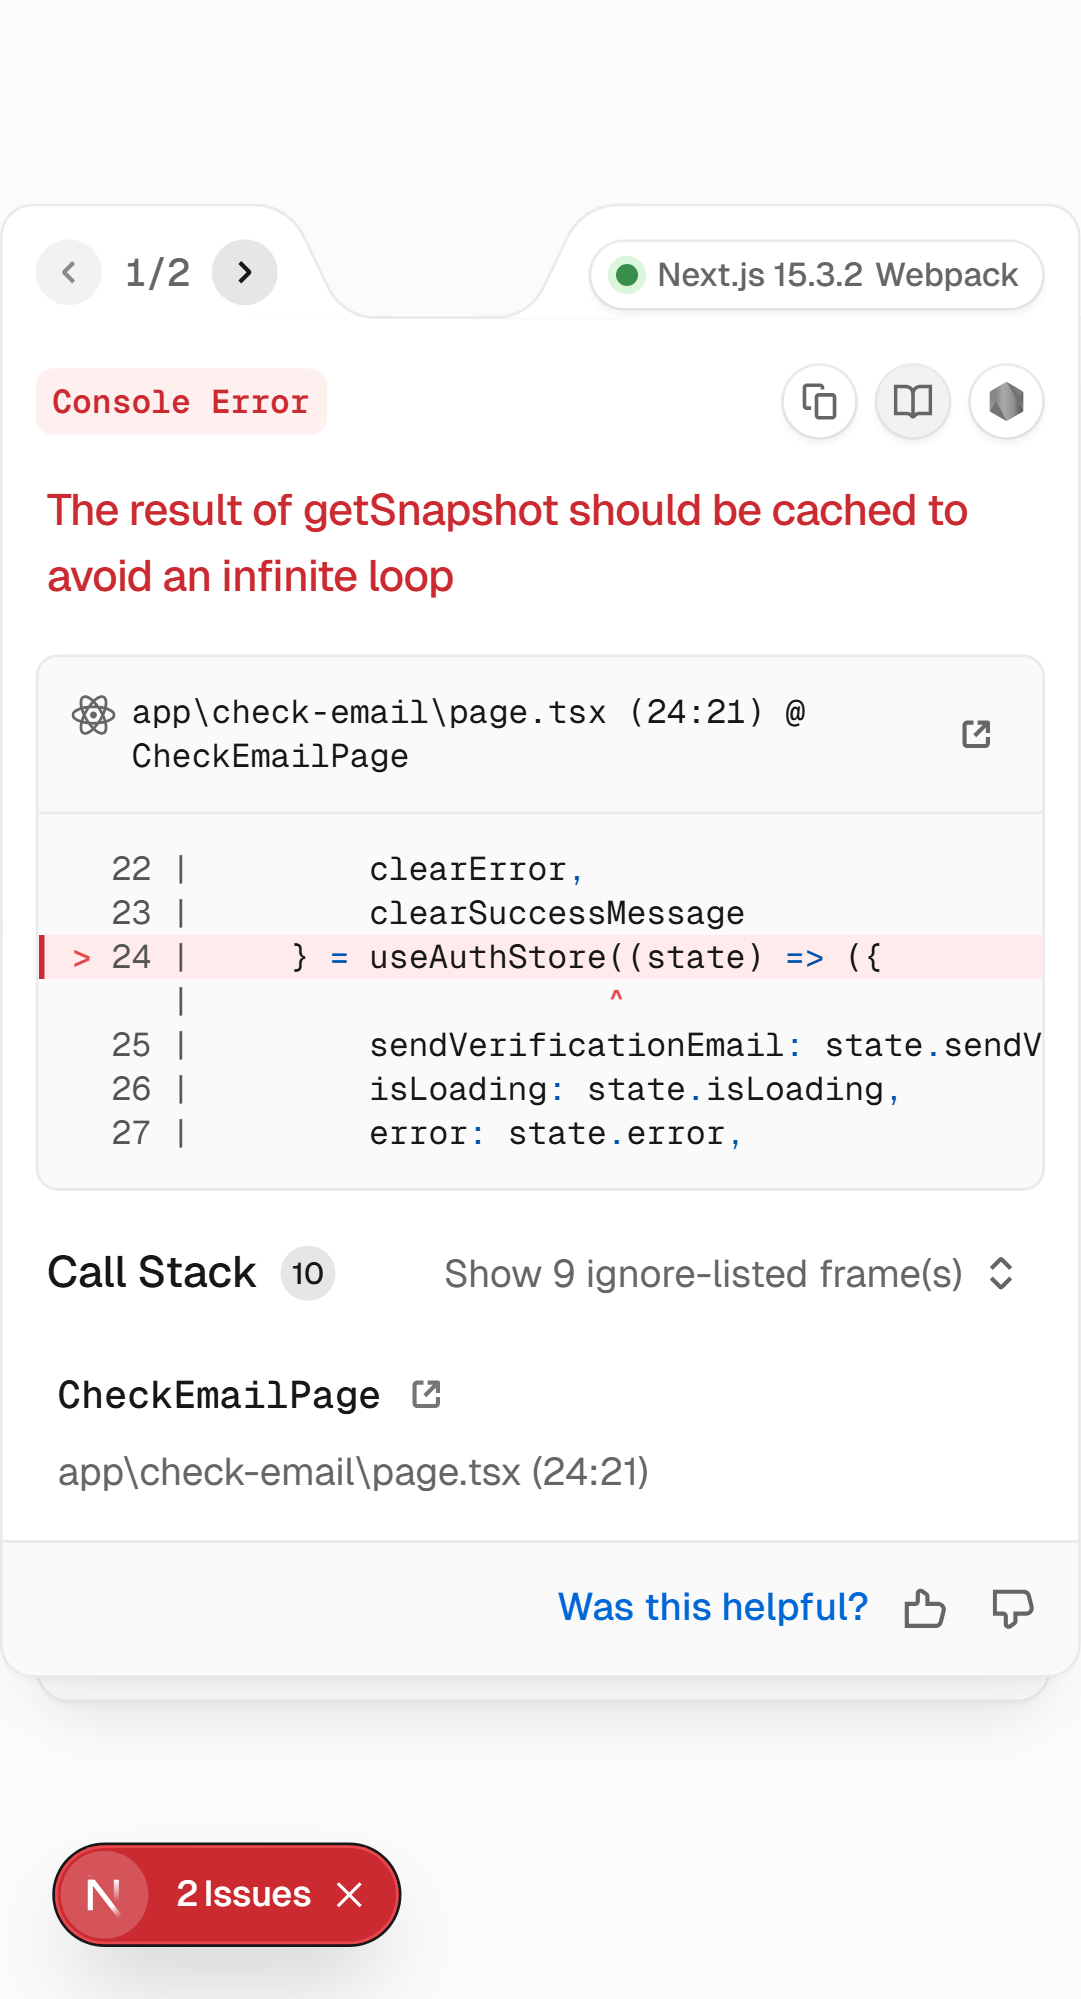 1/2
Next.js 15.3.2 Webpack
Console Error
The result of getSnapshot should be cached to
avoid an infinite loop
app\check-email\page.tsx (24:21) @
CheckEmailPage
22 |         clearError,
23 |         clearSuccessMessage
> 24 |     } = useAuthStore((state) => ({
|                      ^
25 |         sendVerificationEmail: state.sendV
26 |         isLoading: state.isLoading,
27 |         error: state.error,
Call Stack 10
Show 9 ignore-listed frame(s)
CheckEmailPage
app\check-email\page.tsx (24:21)
Was this helpful?
N 2 Issues